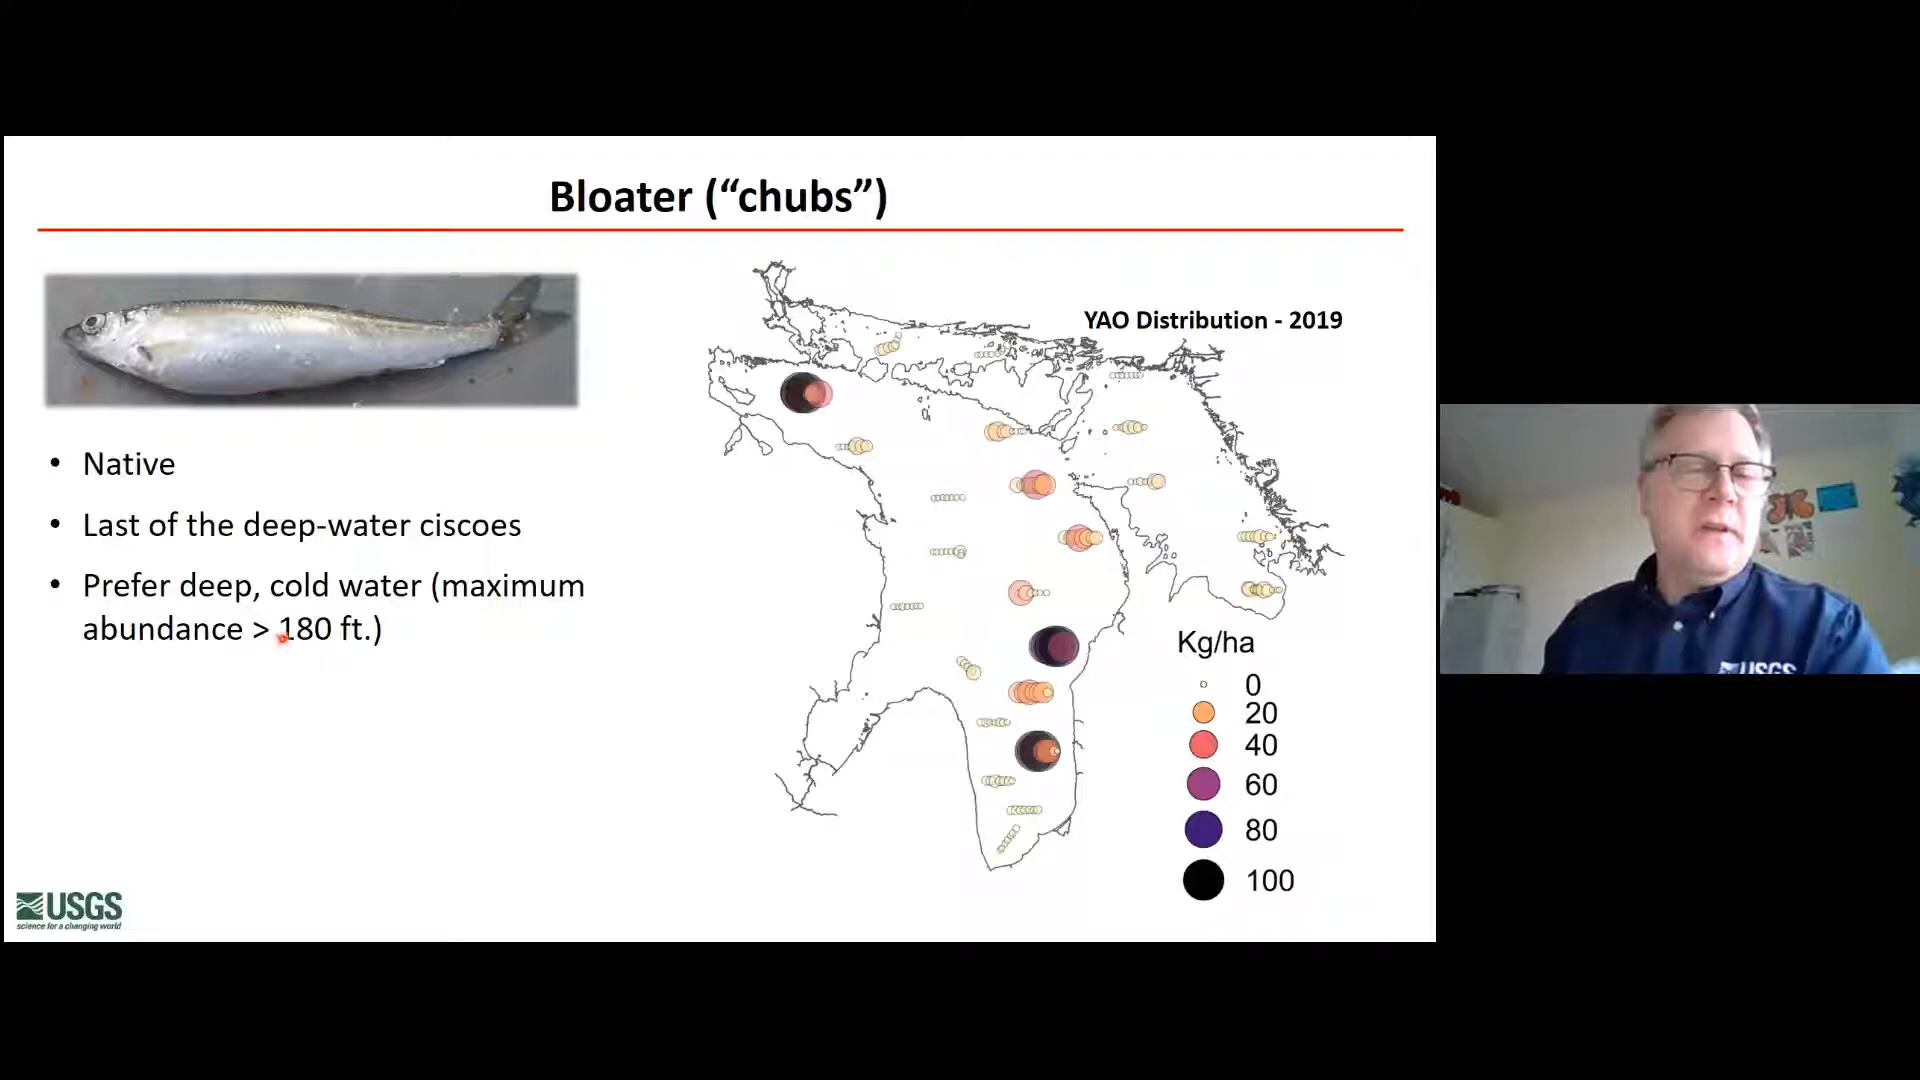 Bloater (“chubs”)
YAO Distribution - 2019
• Native
• Last of the deep-water ciscoes
• Prefer deep, cold water (maximum
abundance > 180 ft.)
Kg/ha
0
20
40
60
80
100
USGS
science for a changing world
USGS